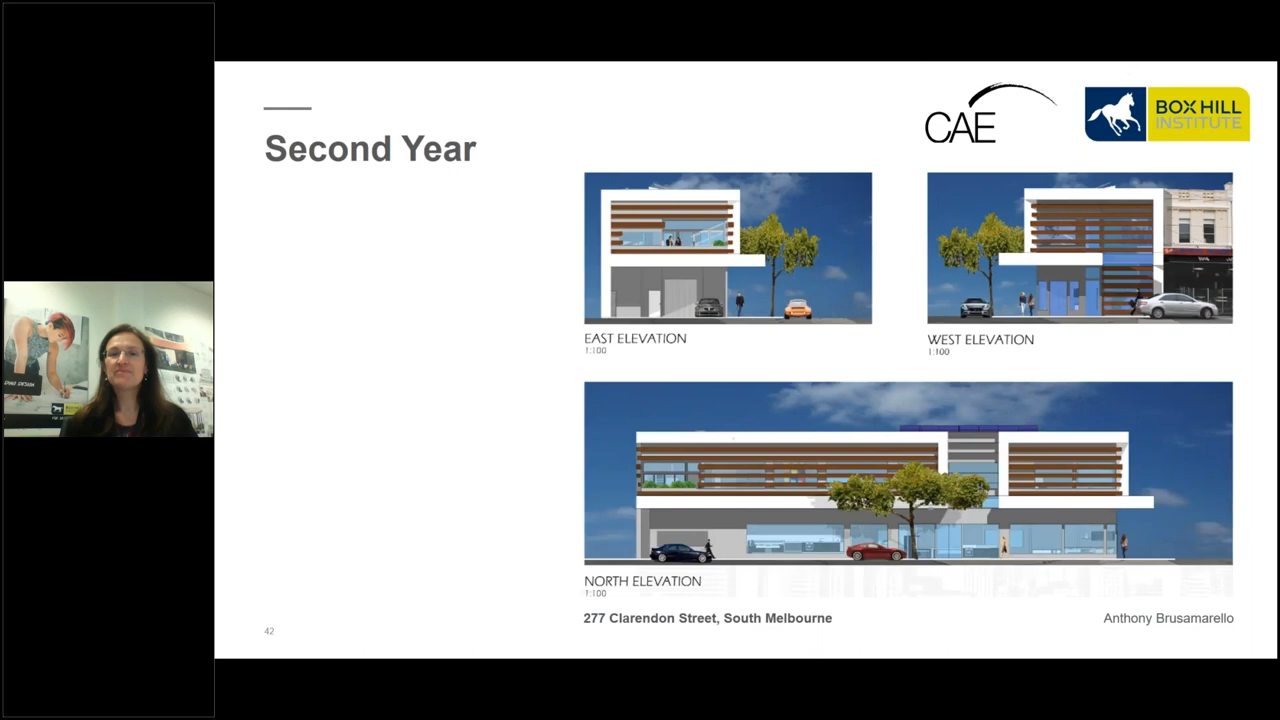 Second Year
CAE
BOX HILL
INSTITUTE
EAST ELEVATION
1:100
WEST ELEVATION
1:100
NORTH ELEVATION
1:100
277 Clarendon Street, South Melbourne
Anthony Brusamarello
42